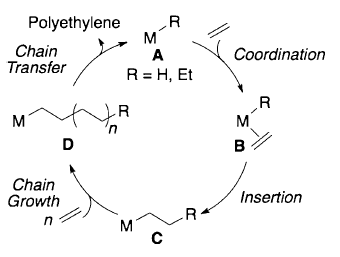 Polyethylene
Chain
Transfer
M R
A
R = H, Et
Coordination
M R
B
Insertion
M R
C
Chain
Growth
n
M R
n
D